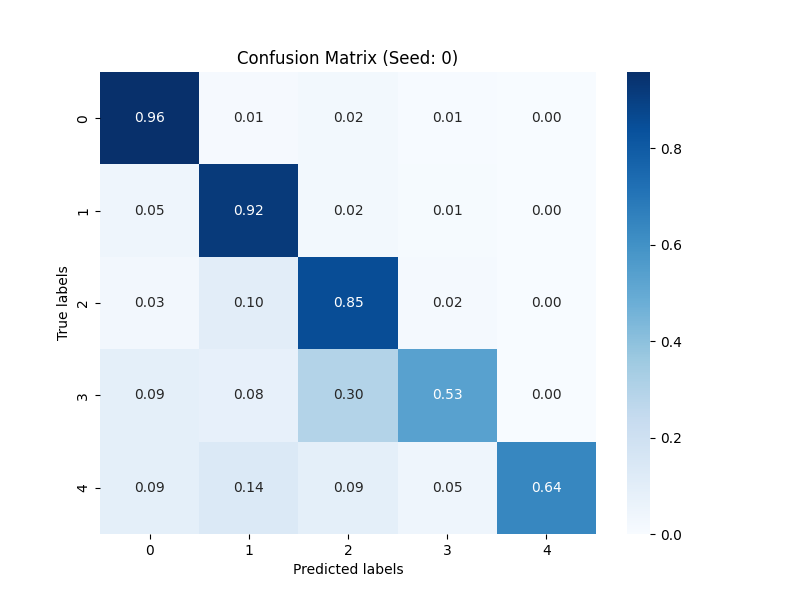 Confusion Matrix (Seed: 0)
0 0.96 0.01 0.02 0.01 0.00
1 0.05 0.92 0.02 0.01 0.00
2 0.03 0.10 0.85 0.02 0.00
3 0.09 0.08 0.30 0.53 0.00
4 0.09 0.14 0.09 0.05 0.64
0 1 2 3 4
Predicted labels
True labels
0.8
0.6
0.4
0.2
0.0